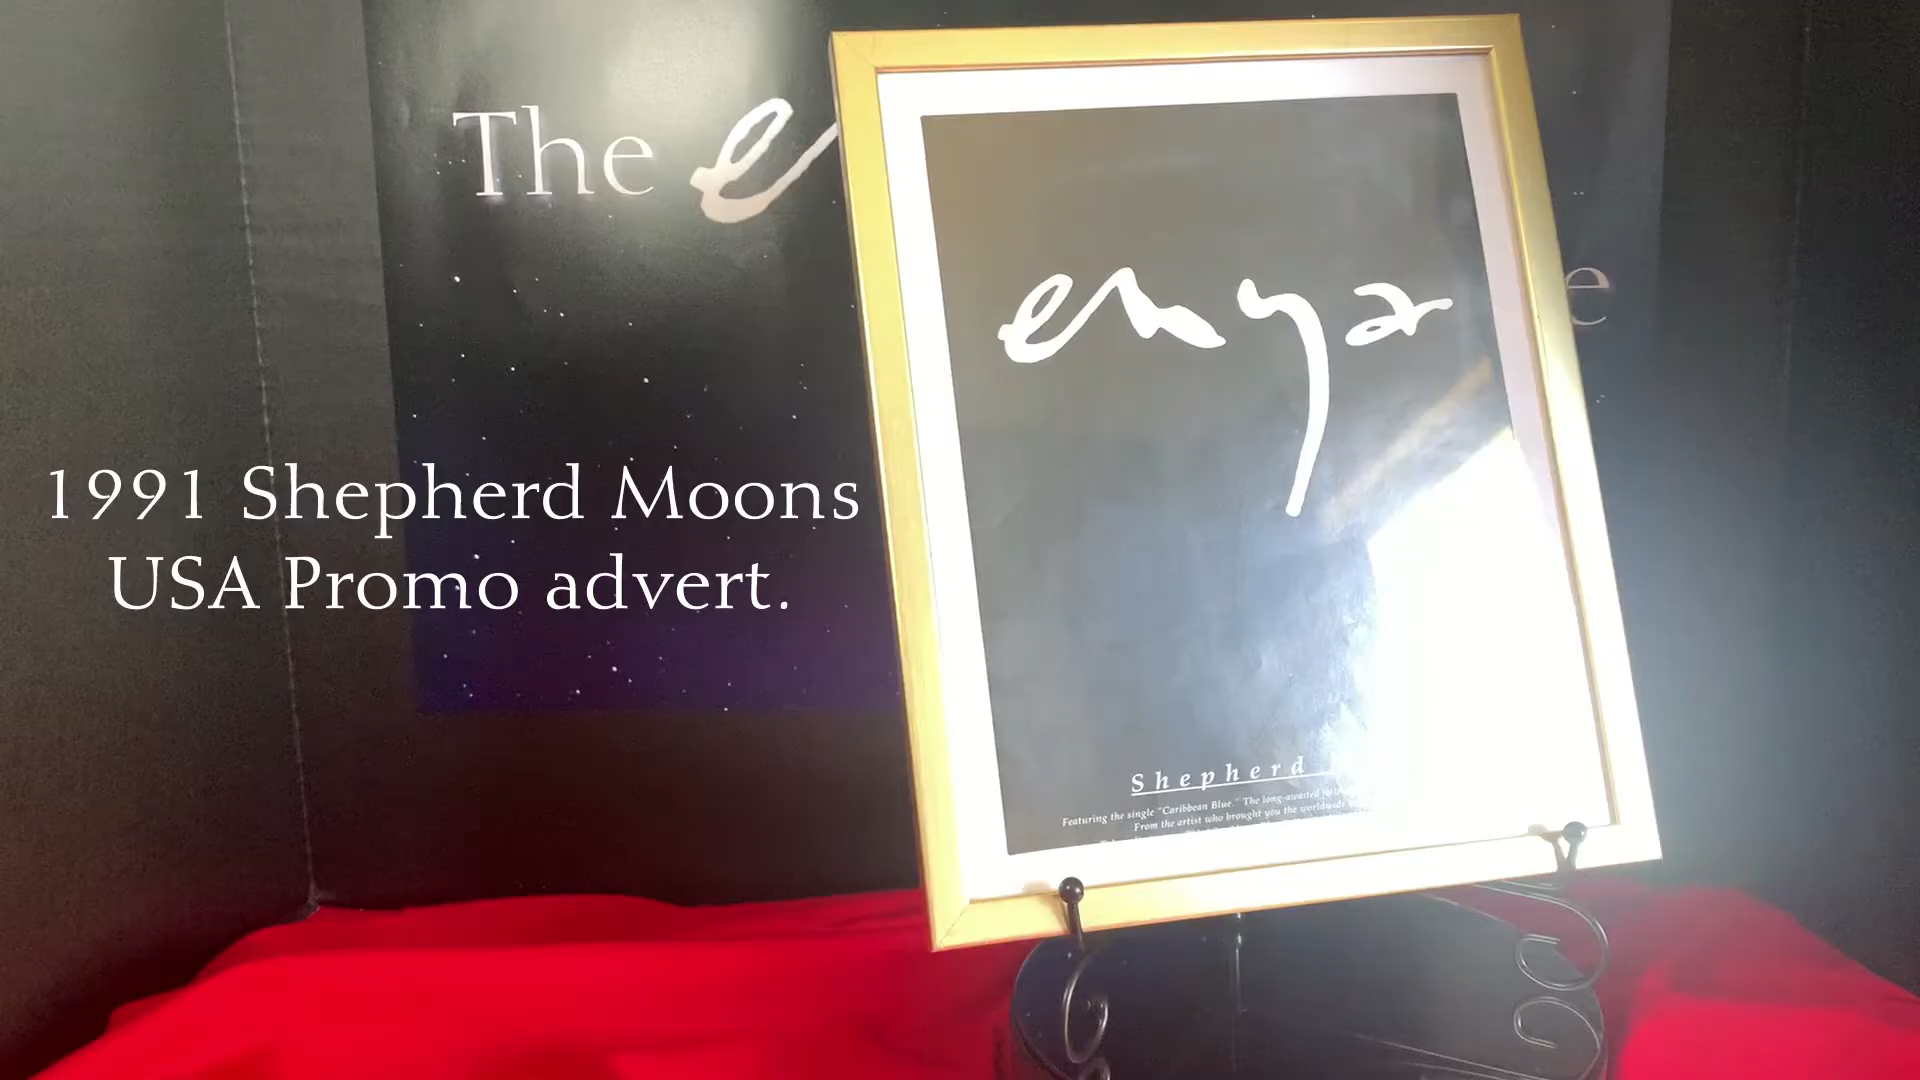 The e
e
1991 Shepherd Moons
USA Promo advert.
enya
Shepherd
Featuring the single "Caribbean Blue." The long-awaited
From the artist who brought you the worldwide